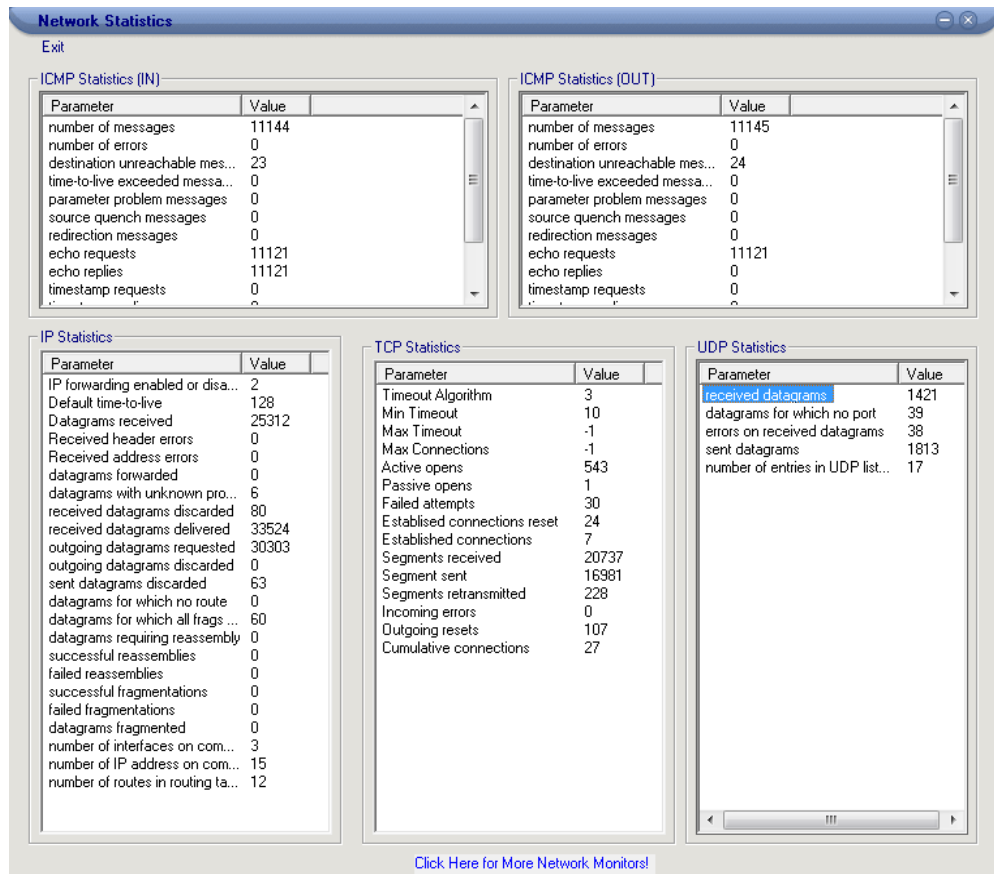 Network Statistics
Exit
ICMP Statistics (IN)
Parameter Value
number of messages 11144
number of errors 0
destination unreachable mes... 23
time-to-live exceeded messa... 0
parameter problem messages 0
source quench messages 0
redirection messages 0
echo requests 11121
echo replies 11121
timestamp requests 0
ICMP Statistics (OUT)
Parameter Value
number of messages 11145
number of errors 0
destination unreachable mes... 24
time-to-live exceeded messa... 0
parameter problem messages 0
source quench messages 0
redirection messages 0
echo requests 11121
echo replies 0
timestamp requests 0
IP Statistics
Parameter Value
IP forwarding enabled or disa... 2
Default time-to-live 128
Datagrams received 25312
Received header errors 0
Received address errors 0
datagrams forwarded 0
datagrams with unknown pro... 6
received datagrams discarded 80
received datagrams delivered 33524
outgoing datagrams requested 30303
outgoing datagrams discarded 0
sent datagrams discarded 63
datagrams for which no route 0
datagrams for which all frags ... 60
datagrams requiring reassembly 0
successful reassemblies 0
failed reassemblies 0
successful fragmentations 0
failed fragmentations 0
datagrams fragmented 0
number of interfaces on com... 3
number of IP address on com... 15
number of routes in routing ta... 12
TCP Statistics
Parameter Value
Timeout Algorithm 3
Min Timeout 10
Max Timeout -1
Max Connections -1
Active opens 543
Passive opens 1
Failed attempts 30
Establised connections reset 24
Established connections 7
Segments received 20737
Segment sent 16981
Segments retransmitted 228
Incoming errors 0
Outgoing resets 107
Cumulative connections 27
UDP Statistics
Parameter Value
received datagrams 1421
datagrams for which no port 39
errors on received datagrams 38
sent datagrams 1813
number of entries in UDP list... 17
Click Here for More Network Monitors!